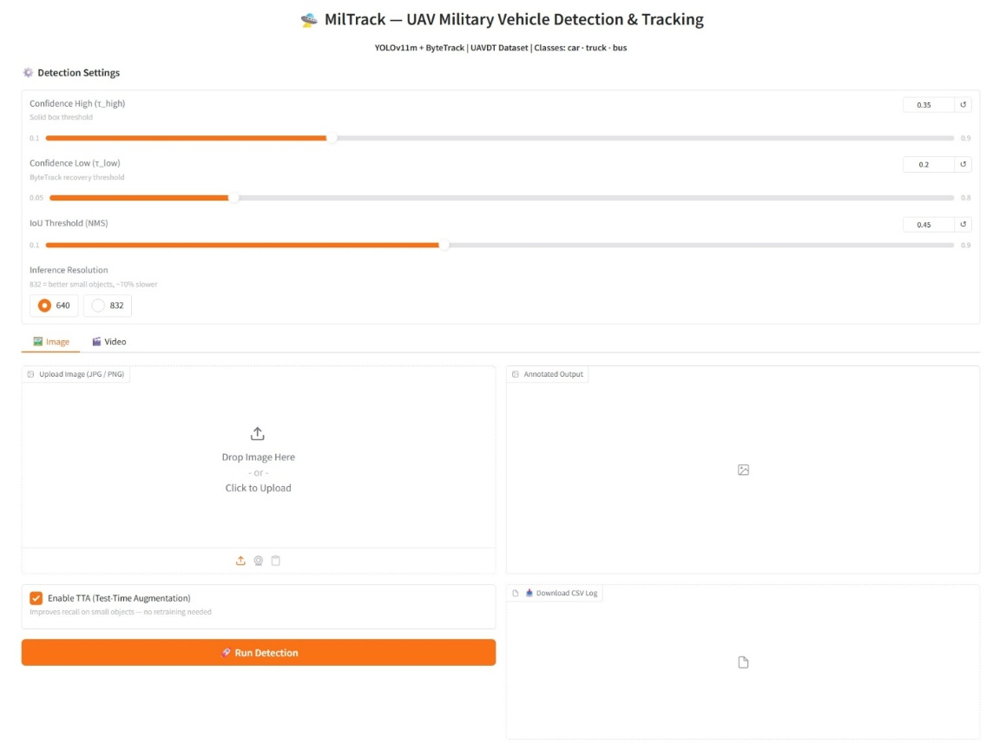 🛸 MilTrack — UAV Military Vehicle Detection & Tracking
YOLOv11m + ByteTrack | UAVDT Dataset | Classes: car · truck · bus
⚙️ Detection Settings
Confidence High (τ_high)
0.35 ↺
Solid box threshold
0.1 0.9
Confidence Low (τ_low)
0.2 ↺
ByteTrack recovery threshold
0.05 0.8
IoU Threshold (NMS)
0.45 ↺
0.1 0.9
Inference Resolution
832 = better small objects, ~70% slower
640 832
🖼️ Image 🎬 Video
Upload Image (JPG / PNG)
Drop Image Here
- or -
Click to Upload
Annotated Output
Enable TTA (Test-Time Augmentation)
Improves recall on small objects — no retraining needed
🚀 Run Detection
📥 Download CSV Log